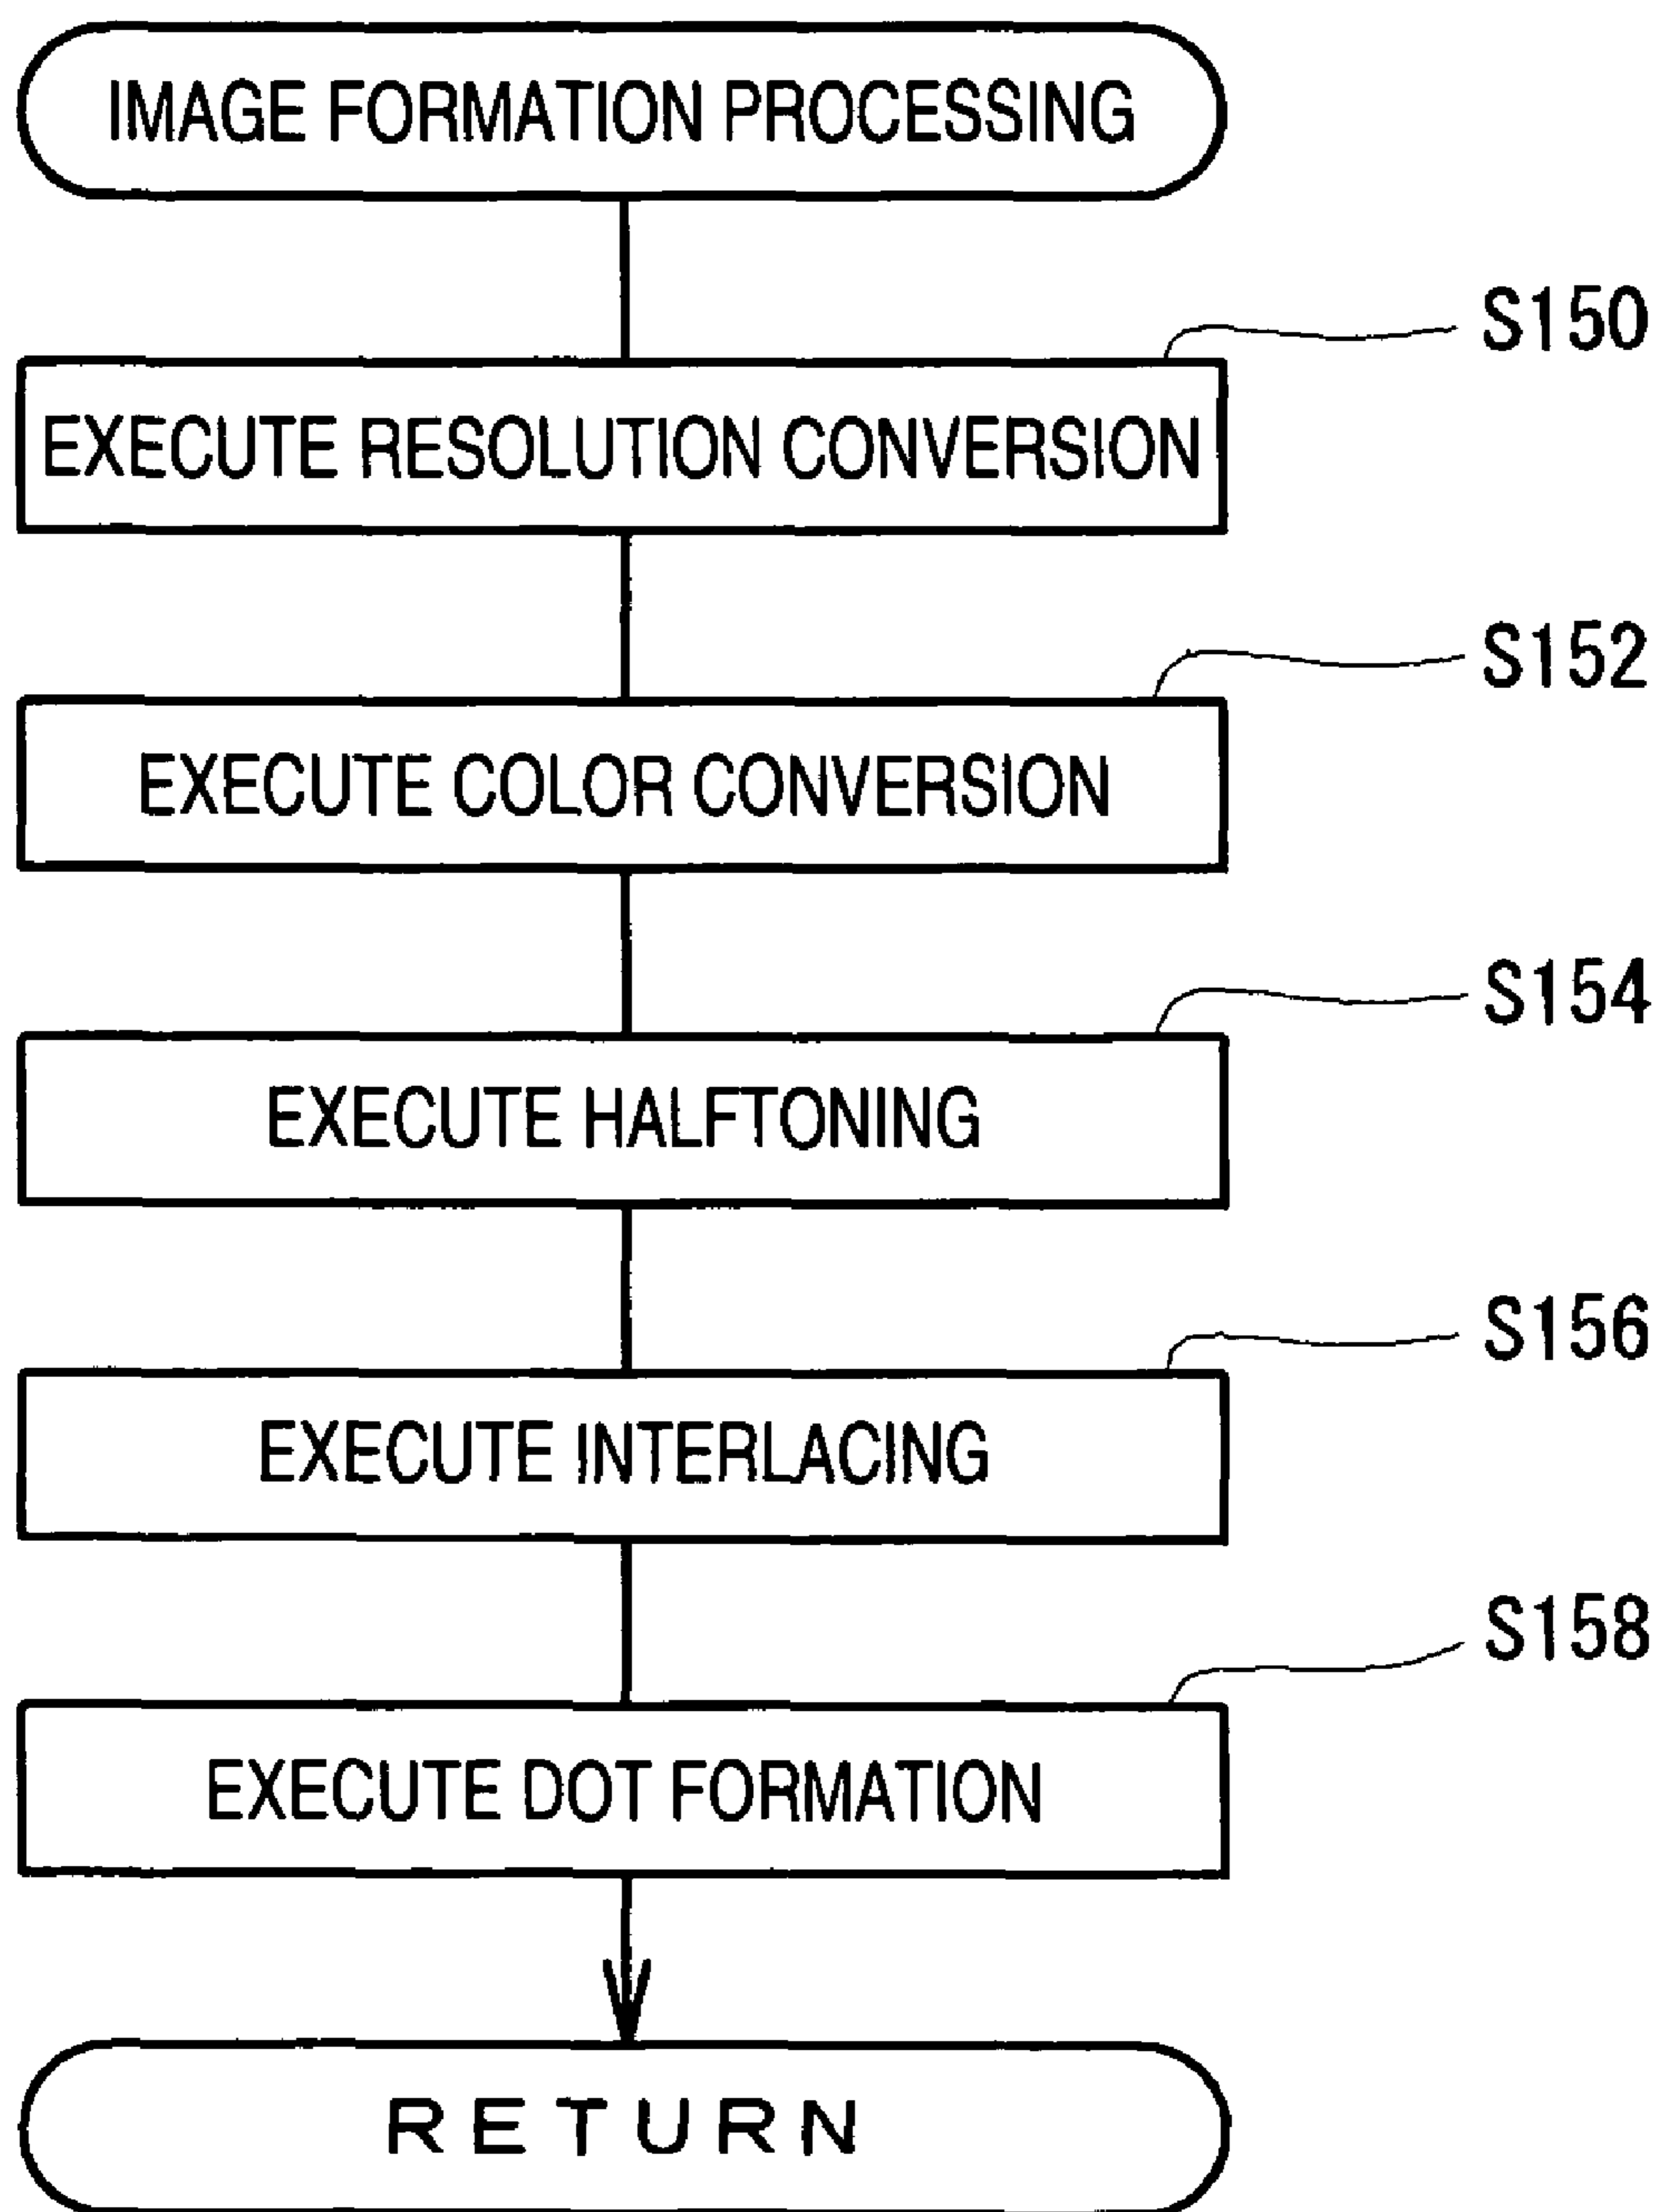 IMAGE FORMATION PROCESSING
S150
EXECUTE RESOLUTION CONVERSION
S152
EXECUTE COLOR CONVERSION
S154
EXECUTE HALFTONING
S156
EXECUTE INTERLACING
S158
EXECUTE DOT FORMATION
RETURN